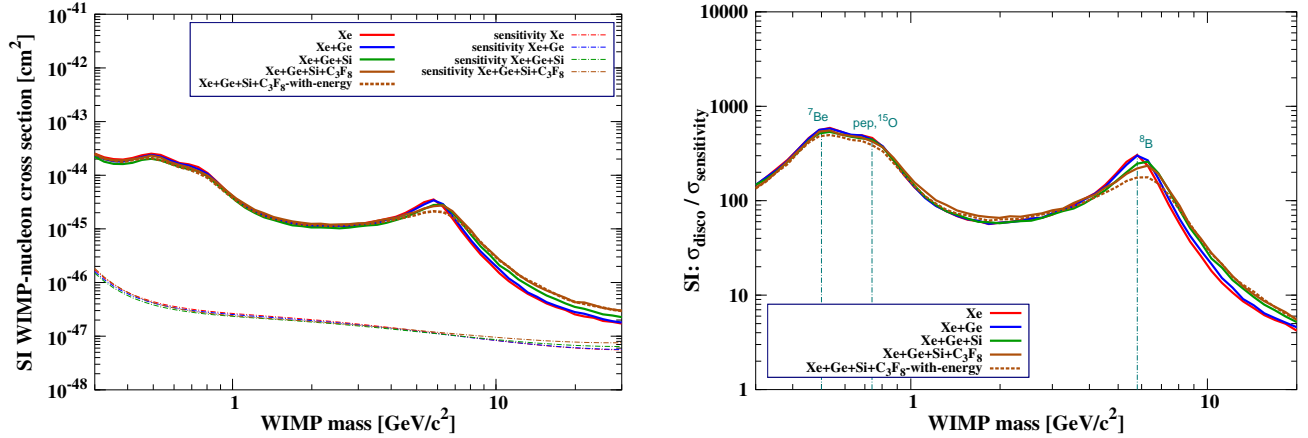 SI WIMP-nucleon cross section [cm²]
10⁻⁴¹
10⁻⁴²
10⁻⁴³
10⁻⁴⁴
10⁻⁴⁵
10⁻⁴⁶
10⁻⁴⁷
10⁻⁴⁸
Xe
Xe+Ge
Xe+Ge+Si
Xe+Ge+Si+C₃F₈
Xe+Ge+Si+C₃F₈-with-energy
sensitivity Xe
sensitivity Xe+Ge
sensitivity Xe+Ge+Si
sensitivity Xe+Ge+Si+C₃F₈
1 10
WIMP mass [GeV/c²]
SI: σdisco / σsensitivity
10000
1000
100
10
1
⁷Be
pep,¹⁵O
⁸B
Xe
Xe+Ge
Xe+Ge+Si
Xe+Ge+Si+C₃F₈
Xe+Ge+Si+C₃F₈-with-energy
1 10
WIMP mass [GeV/c²]